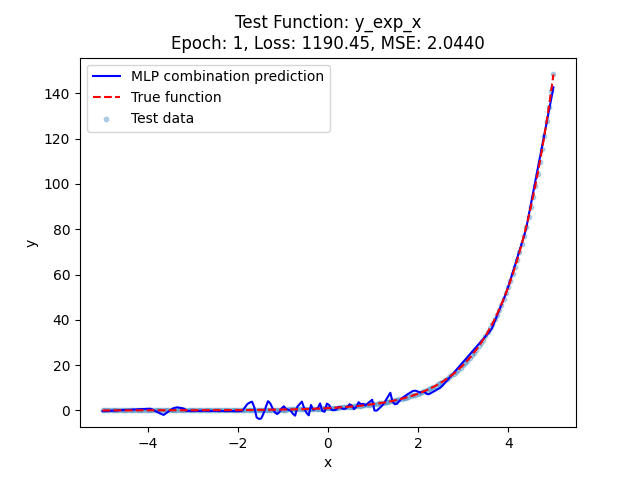 Test Function: y_exp_x
Epoch: 1, Loss: 1190.45, MSE: 2.0440
MLP combination prediction
True function
Test data
y
140
120
100
80
60
40
20
0
−4
−2
0
2
4
x